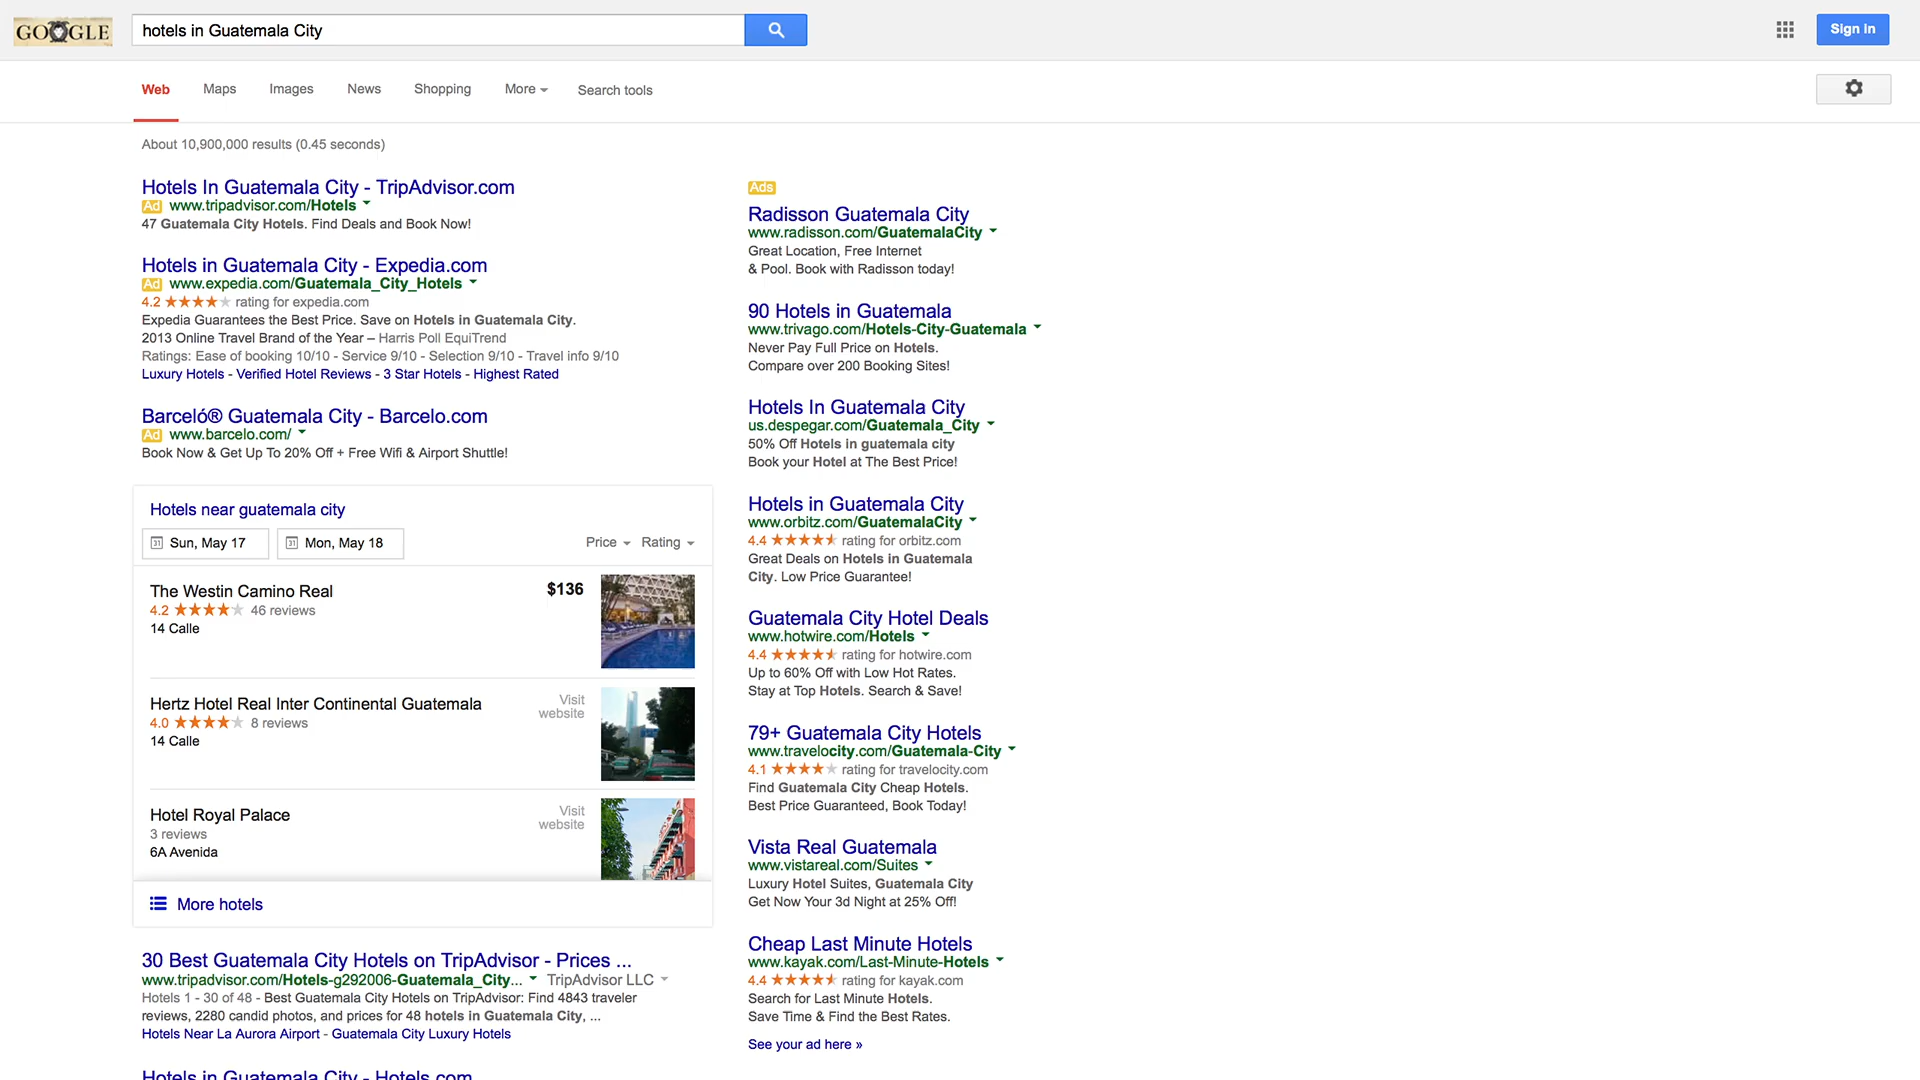 GOOGLE
hotels in Guatemala City
Sign in
Web Maps Images News Shopping More Search tools
About 10,900,000 results (0.45 seconds)
Hotels In Guatemala City - TripAdvisor.com
Ad www.tripadvisor.com/Hotels
47 Guatemala City Hotels. Find Deals and Book Now!
Hotels in Guatemala City - Expedia.com
Ad www.expedia.com/Guatemala_City_Hotels
4.2 ★★★★★ rating for expedia.com
Expedia Guarantees the Best Price. Save on Hotels in Guatemala City.
2013 Online Travel Brand of the Year – Harris Poll EquiTrend
Ratings: Ease of booking 10/10 - Service 9/10 - Selection 9/10 - Travel info 9/10
Luxury Hotels - Verified Hotel Reviews - 3 Star Hotels - Highest Rated
Barceló® Guatemala City - Barcelo.com
Ad www.barcelo.com/
Book Now & Get Up To 20% Off + Free Wifi & Airport Shuttle!
Hotels near guatemala city
31 Sun, May 17 31 Mon, May 18 Price Rating
The Westin Camino Real $136
4.2 ★★★★★ 46 reviews
14 Calle
Hertz Hotel Real Inter Continental Guatemala Visit
website
4.0 ★★★★★ 8 reviews
14 Calle
Hotel Royal Palace Visit
website
3 reviews
6A Avenida
More hotels
30 Best Guatemala City Hotels on TripAdvisor - Prices ...
www.tripadvisor.com/Hotels-g292006-Guatemala_City... TripAdvisor LLC
Hotels 1 - 30 of 48 - Best Guatemala City Hotels on TripAdvisor: Find 4843 traveler
reviews, 2280 candid photos, and prices for 48 hotels in Guatemala City, ...
Hotels Near La Aurora Airport - Guatemala City Luxury Hotels
Hotels in Guatemala City - Hotels.com
Ads
Radisson Guatemala City
www.radisson.com/GuatemalaCity
Great Location, Free Internet
& Pool. Book with Radisson today!
90 Hotels in Guatemala
www.trivago.com/Hotels-City-Guatemala
Never Pay Full Price on Hotels.
Compare over 200 Booking Sites!
Hotels In Guatemala City
us.despegar.com/Guatemala_City
50% Off Hotels in guatemala city
Book your Hotel at The Best Price!
Hotels in Guatemala City
www.orbitz.com/GuatemalaCity
4.4 ★★★★★ rating for orbitz.com
Great Deals on Hotels in Guatemala
City. Low Price Guarantee!
Guatemala City Hotel Deals
www.hotwire.com/Hotels
4.4 ★★★★★ rating for hotwire.com
Up to 60% Off with Low Hot Rates.
Stay at Top Hotels. Search & Save!
79+ Guatemala City Hotels
www.travelocity.com/Guatemala-City
4.1 ★★★★★ rating for travelocity.com
Find Guatemala City Cheap Hotels.
Best Price Guaranteed, Book Today!
Vista Real Guatemala
www.vistareal.com/Suites
Luxury Hotel Suites, Guatemala City
Get Now Your 3d Night at 25% Off!
Cheap Last Minute Hotels
www.kayak.com/Last-Minute-Hotels
4.4 ★★★★★ rating for kayak.com
Search for Last Minute Hotels.
Save Time & Find the Best Rates.
See your ad here »